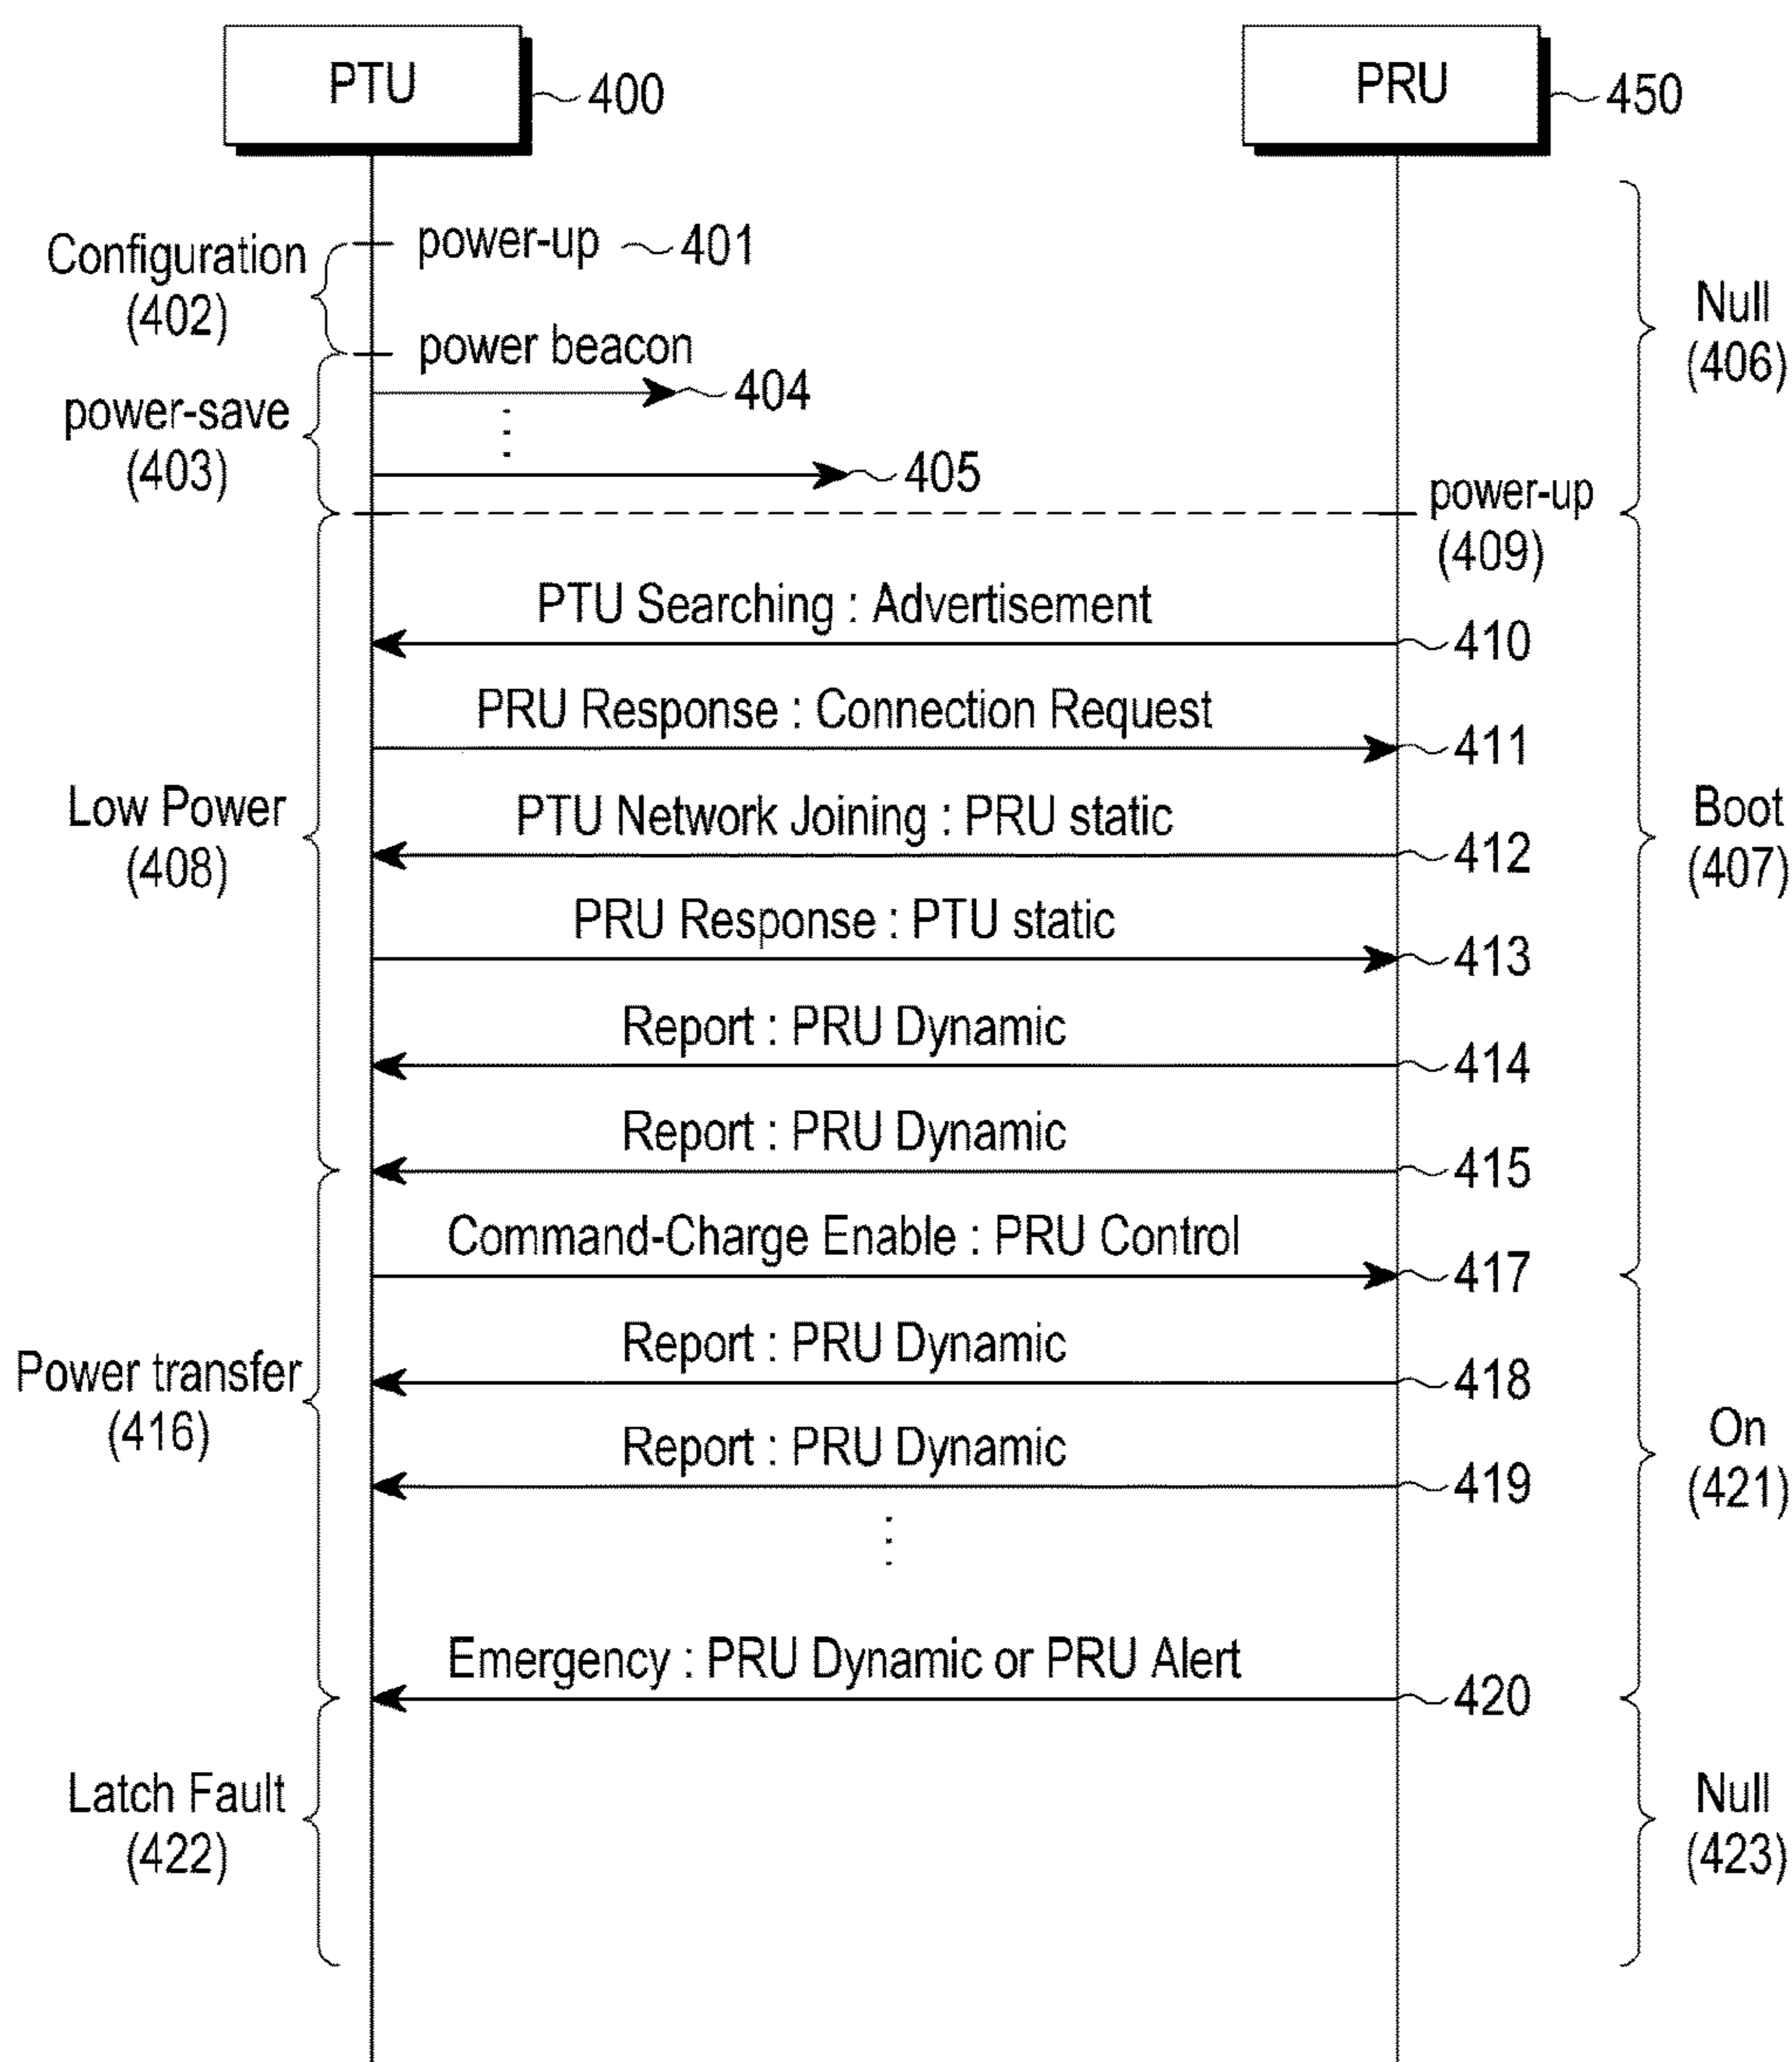 PTU
400
PRU
450
Configuration
(402)
power-up
401
power beacon
404
power-save
(403)
405
Null
(406)
power-up
(409)
PTU Searching : Advertisement
410
PRU Response : Connection Request
411
Low Power
(408)
PTU Network Joining : PRU static
412
Boot
(407)
PRU Response : PTU static
413
Report : PRU Dynamic
414
Report : PRU Dynamic
415
Command-Charge Enable : PRU Control
417
Report : PRU Dynamic
418
Power transfer
(416)
Report : PRU Dynamic
419
On
(421)
Emergency : PRU Dynamic or PRU Alert
420
Latch Fault
(422)
Null
(423)